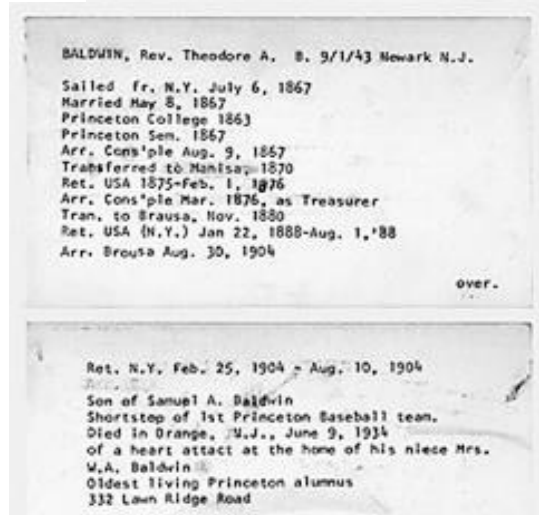 BALDWIN, Rev. Theodore A.  B. 9/1/43 Newark N.J.
Sailed fr. N.Y. July 6, 1867
Married May 8, 1867
Princeton College 1863
Princeton Sem. 1867
Arr. Cons'ple Aug. 9, 1867
Transferred to Manisa, 1870
Ret. USA 1875-Feb. 1, 1876
Arr. Cons'ple Mar. 1876, as Treasurer
Tran. to Brausa, Nov. 1880
Ret. USA (N.Y.) Jan 22, 1888-Aug. 1,'88
Arr. Brousa Aug. 30, 1904
over.
Ret. N.Y. Feb. 25, 1904 - Aug. 10, 1904
Son of Samuel A. Baldwin
Shortstop of 1st Princeton Baseball team.
Died in Orange, N.J., June 9, 1934
of a heart attact at the home of his niece Mrs.
W.A. Baldwin
Oldest living Princeton alumnus
332 Lawn Ridge Road